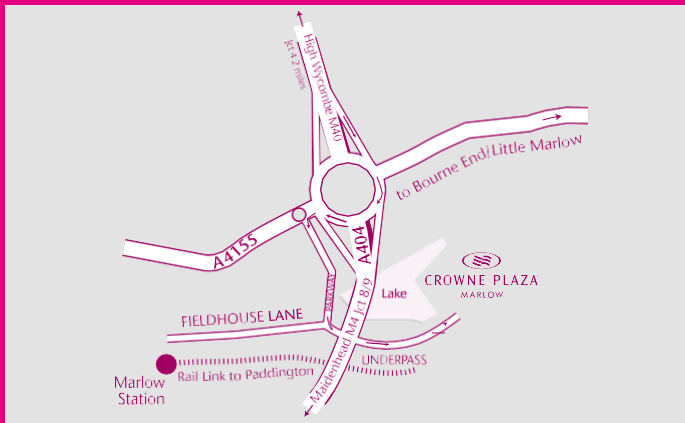 Jct 4 2 miles
High Wycombe M40
to Bourne End/Little Marlow
A4155
A404
CROWNE PLAZA
MARLOW
Lake
PARKWAY
FIELDHOUSE LANE
Maidenhead M4 Jct 8/9
UNDERPASS
Rail Link to Paddington
Marlow
Station